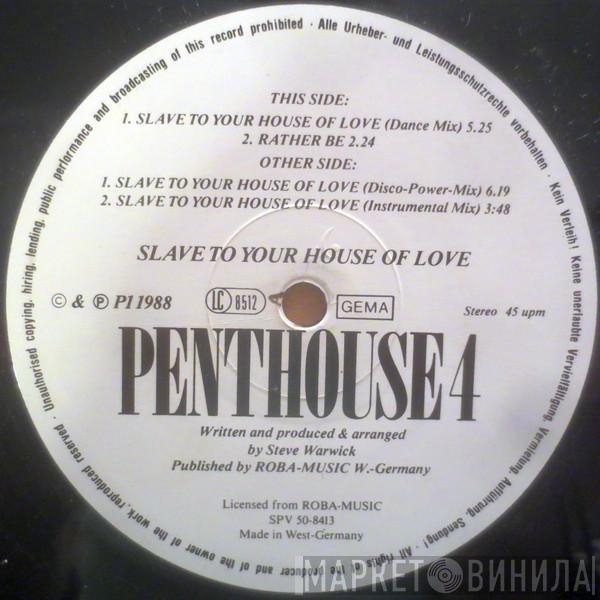 · Alle Urheber- und Leistungsschutzrechte vorbehalten · Kein Verleih! Keine unerlaubte Vervielfältigung, Vermietung, Aufführung, Sendung! · All rights of the producer and of the owner of the work reproduced reserved · Unauthorised copying, hiring, lending, public performance and broadcasting of this record prohibited
THIS SIDE:
1. SLAVE TO YOUR HOUSE OF LOVE (Dance Mix) 5.25
2. RATHER BE 2.24
OTHER SIDE:
1. SLAVE TO YOUR HOUSE OF LOVE (Disco-Power-Mix) 6.19
2. SLAVE TO YOUR HOUSE OF LOVE (Instrumental Mix) 3:48
SLAVE TO YOUR HOUSE OF LOVE
© & ℗ PI 1988
LC 8512
GEMA
Stereo 45 upm
PENTHOUSE 4
Written and produced & arranged
by Steve Warwick
Published by ROBA-MUSIC W.-Germany
Licensed from ROBA-MUSIC
SPV 50-8413
Made in West-Germany
МАРКЕТ ВИНИЛА